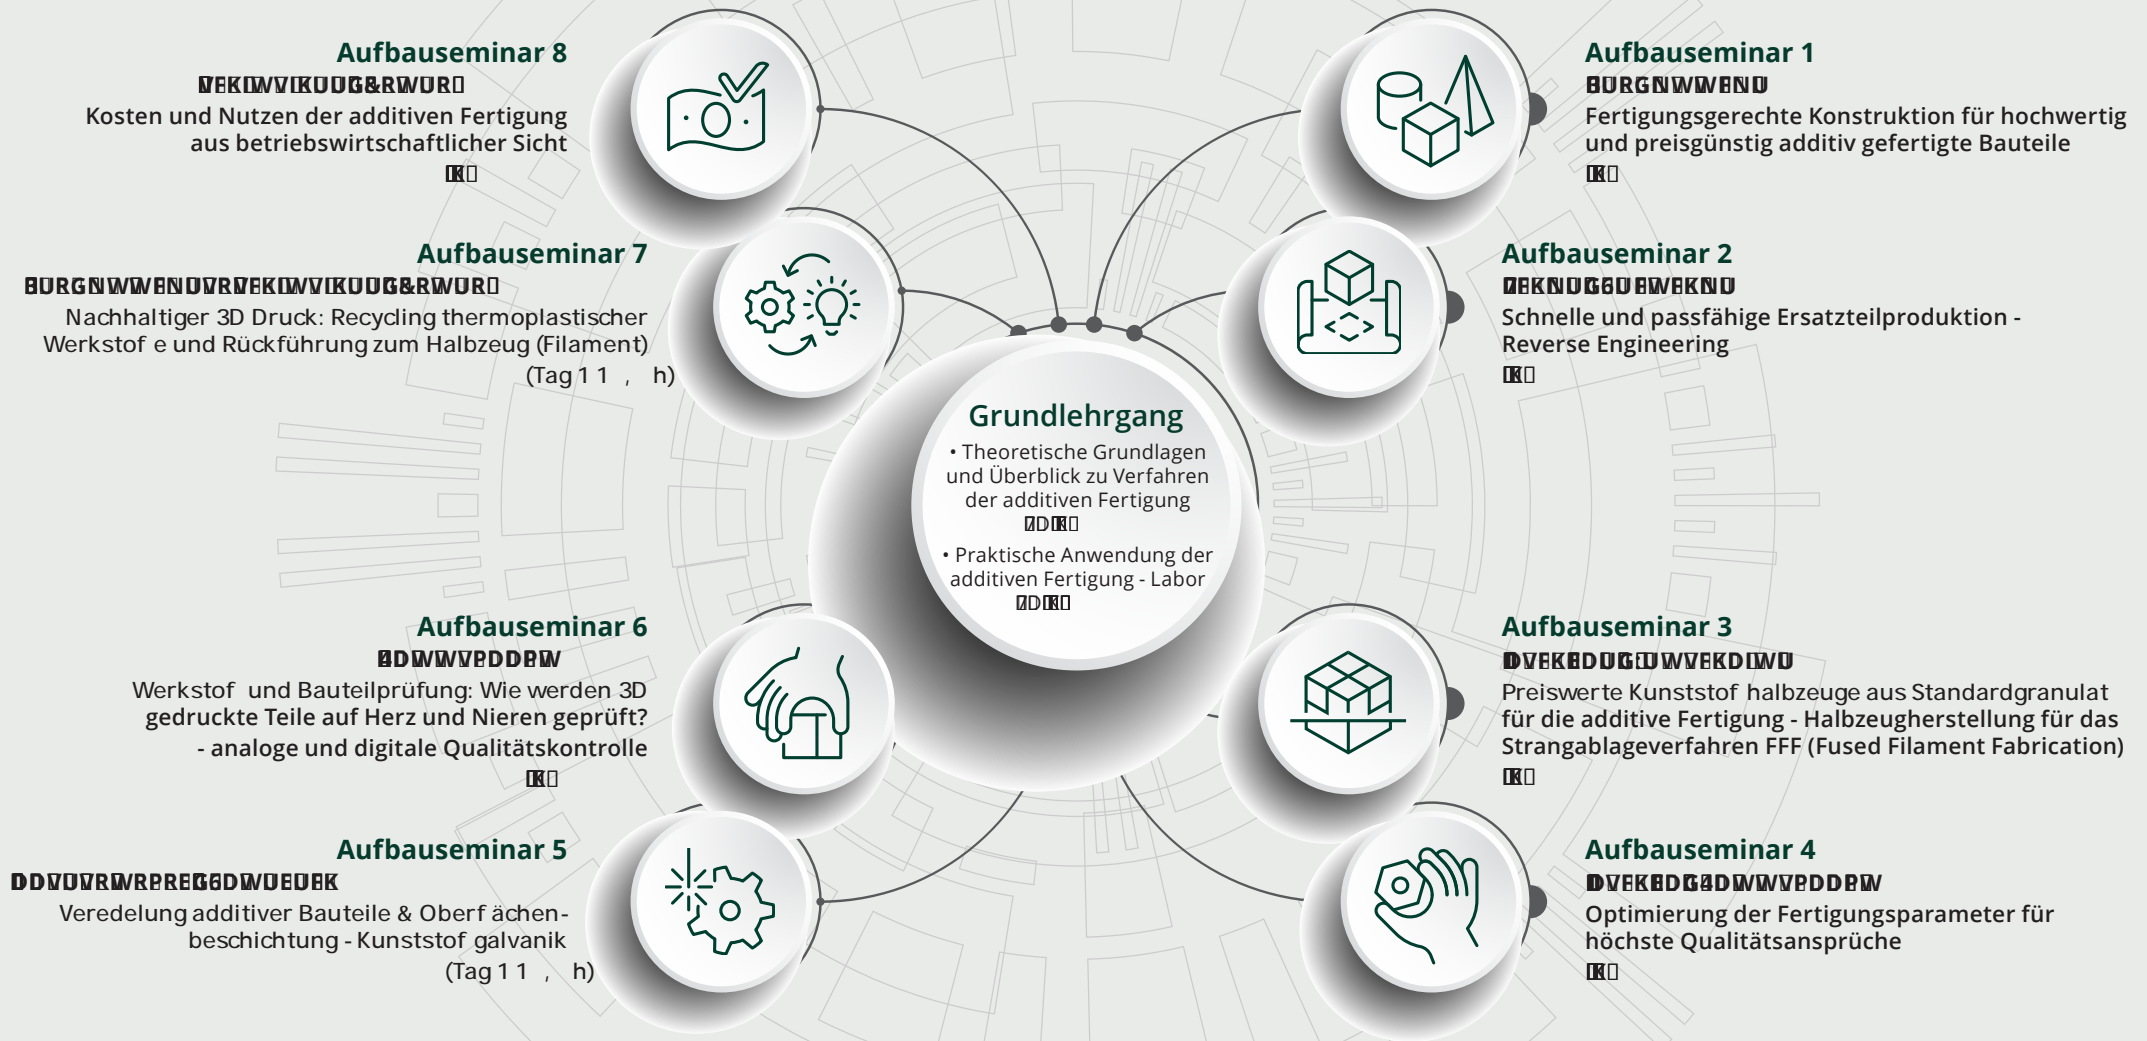 Aufbauseminar 8
Kosten und Nutzen der additiven Fertigung
aus betriebswirtschaftlicher Sicht
Aufbauseminar 7
Nachhaltiger 3D Druck: Recycling thermoplastischer
Werkstof e und Rückführung zum Halbzeug (Filament)
(Tag 1 1 , h)
Grundlehrgang
• Theoretische Grundlagen
und Überblick zu Verfahren
der additiven Fertigung
• Praktische Anwendung der
additiven Fertigung - Labor
Aufbauseminar 6
Werkstof und Bauteilprüfung: Wie werden 3D
gedruckte Teile auf Herz und Nieren geprüft?
- analoge und digitale Qualitätskontrolle
Aufbauseminar 5
Veredelung additiver Bauteile & Oberf ächen-
beschichtung - Kunststof galvanik
(Tag 1 1 , h)
Aufbauseminar 1
Fertigungsgerechte Konstruktion für hochwertig
und preisgünstig additiv gefertigte Bauteile
Aufbauseminar 2
Schnelle und passfähige Ersatzteilproduktion -
Reverse Engineering
Aufbauseminar 3
Preiswerte Kunststof halbzeuge aus Standardgranulat
für die additive Fertigung - Halbzeugherstellung für das
Strangablageverfahren FFF (Fused Filament Fabrication)
Aufbauseminar 4
Optimierung der Fertigungsparameter für
höchste Qualitätsansprüche